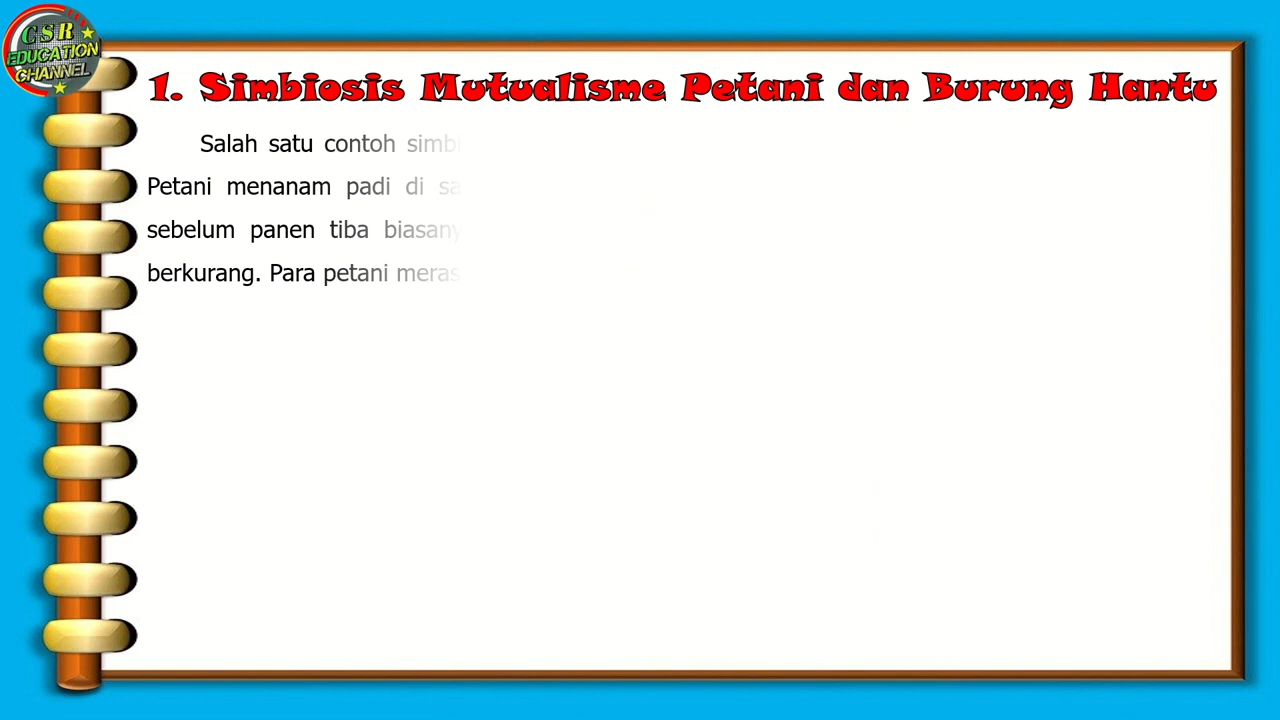 CSR
EDUCATION
CHANNEL
1. Simbiosis Mutualisme Petani dan Burung Hantu
Salah satu contoh
Petani menanam padi di
sebelum panen tiba
berkurang. Para petani